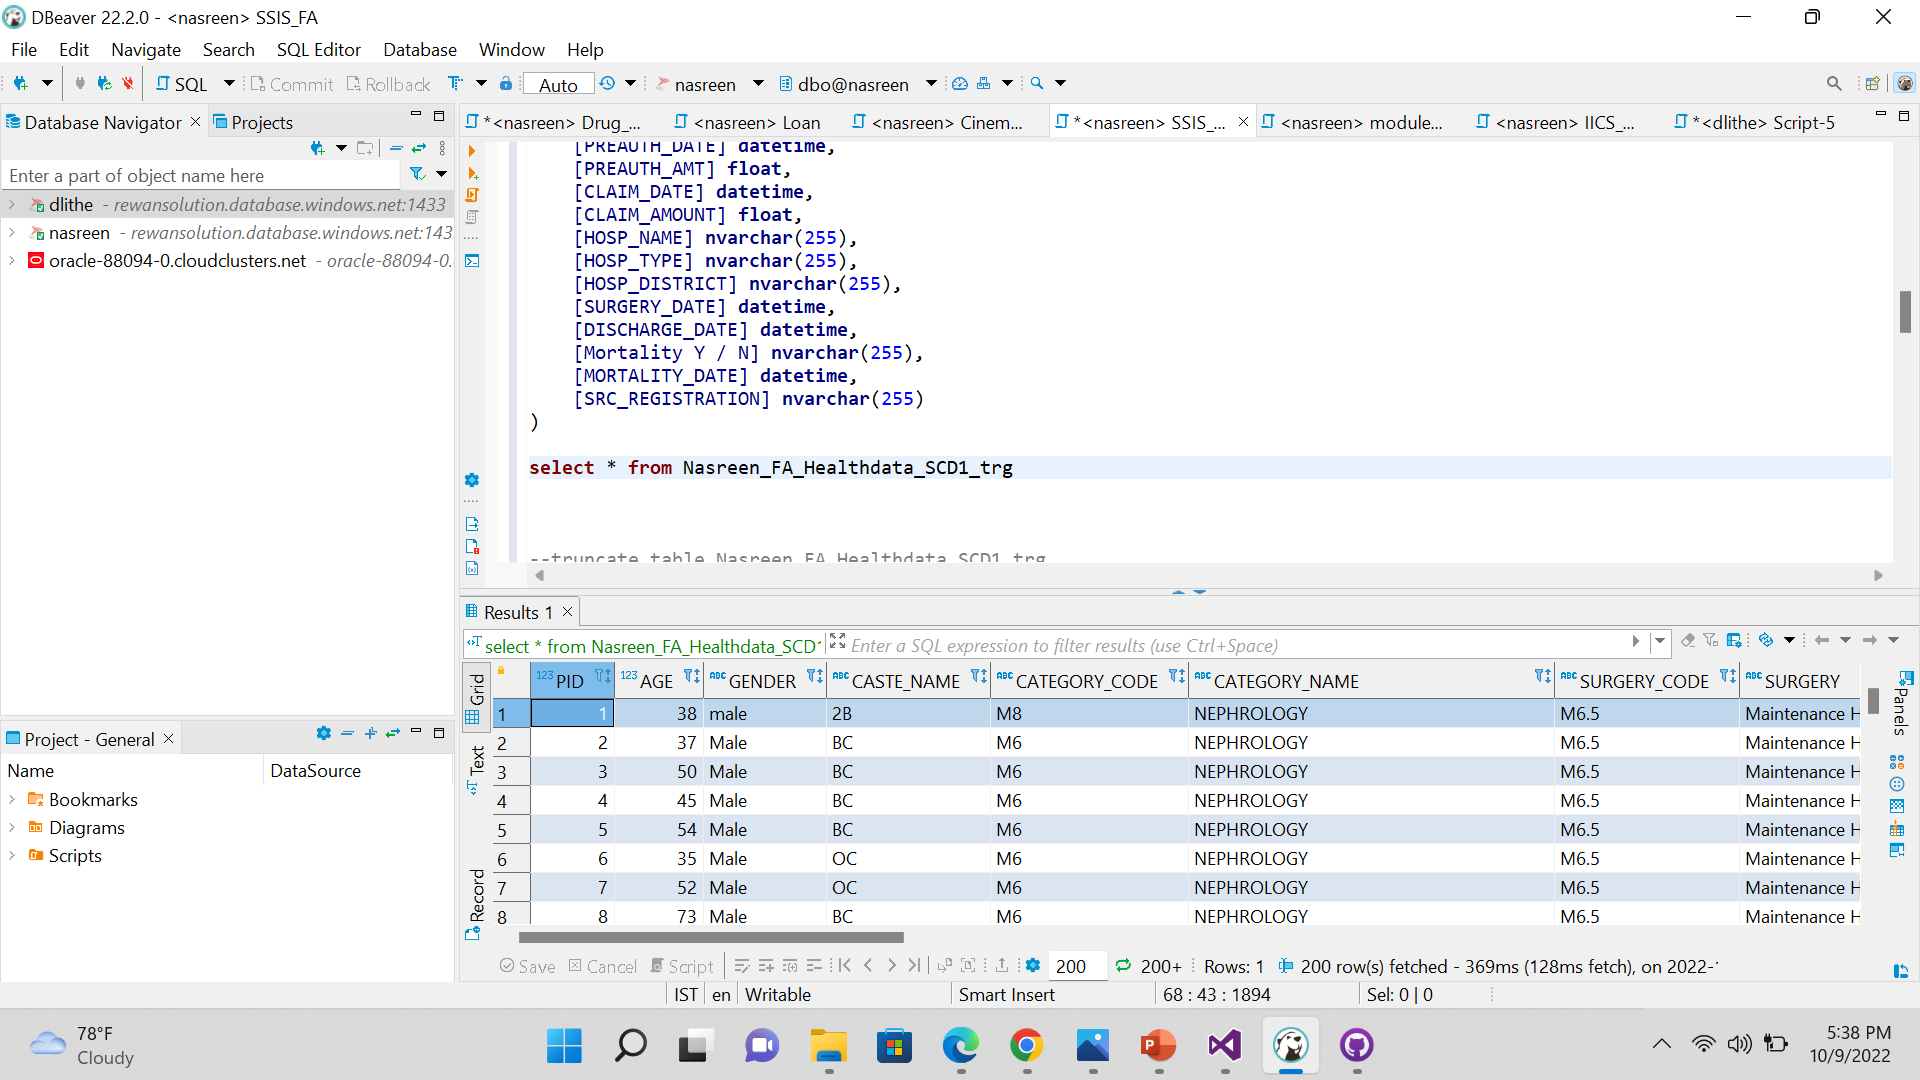 DBeaver 22.2.0 - <nasreen> SSIS_FA
File Edit Navigate Search SQL Editor Database Window Help
SQL Commit Rollback Auto nasreen dbo@nasreen
Database Navigator Projects
Enter a part of object name here
dlithe - rewansolution.database.windows.net:1433
nasreen - rewansolution.database.windows.net:143
oracle-88094-0.cloudclusters.net - oracle-88094-0.
Project - General
Name DataSource
Bookmarks
Diagrams
Scripts
*<nasreen> Drug_... <nasreen> Loan <nasreen> Cinem... *<nasreen> SSIS_... <nasreen> module... <nasreen> IICS_... *<dlithe> Script-5
[PREAUTH_DATE] datetime,
[PREAUTH_AMT] float,
[CLAIM_DATE] datetime,
[CLAIM_AMOUNT] float,
[HOSP_NAME] nvarchar(255),
[HOSP_TYPE] nvarchar(255),
[HOSP_DISTRICT] nvarchar(255),
[SURGERY_DATE] datetime,
[DISCHARGE_DATE] datetime,
[Mortality Y / N] nvarchar(255),
[MORTALITY_DATE] datetime,
[SRC_REGISTRATION] nvarchar(255)
)
select * from Nasreen_FA_Healthdata_SCD1_trg
--truncate table Nasreen_FA_Healthdata_SCD1_trg
Results 1
select * from Nasreen_FA_Healthdata_SCD Enter a SQL expression to filter results (use Ctrl+Space)
Grid
Text
Record
Panels
123 PID 123 AGE ABC GENDER ABC CASTE_NAME ABC CATEGORY_CODE ABC CATEGORY_NAME ABC SURGERY_CODE ABC SURGERY
1 1 38 male 2B M8 NEPHROLOGY M6.5 Maintenance H
2 2 37 Male BC M6 NEPHROLOGY M6.5 Maintenance H
3 3 50 Male BC M6 NEPHROLOGY M6.5 Maintenance H
4 4 45 Male BC M6 NEPHROLOGY M6.5 Maintenance H
5 5 54 Male BC M6 NEPHROLOGY M6.5 Maintenance H
6 6 35 Male OC M6 NEPHROLOGY M6.5 Maintenance H
7 7 52 Male OC M6 NEPHROLOGY M6.5 Maintenance H
8 8 73 Male BC M6 NEPHROLOGY M6.5 Maintenance H
Save Cancel Script 200 200+ Rows: 1 200 row(s) fetched - 369ms (128ms fetch), on 2022-
IST en Writable Smart Insert 68 : 43 : 1894 Sel: 0 | 0
78°F
Cloudy
5:38 PM
10/9/2022